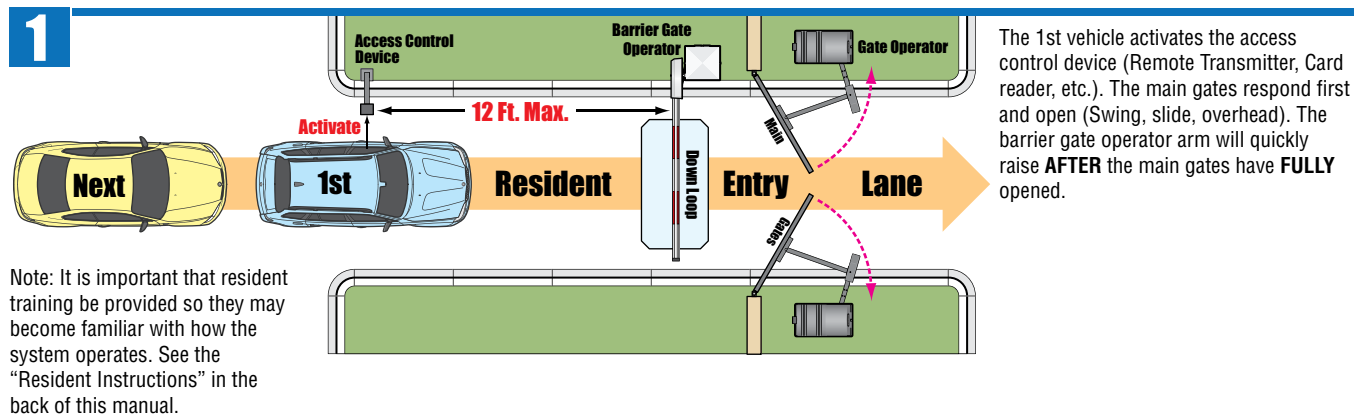 1
Access Control
Device
Barrier Gate
Operator
Gate Operator
12 Ft. Max.
Activate
Main
Next
1st
Resident
Down Loop
Entry
Lane
Gates
The 1st vehicle activates the access
control device (Remote Transmitter, Card
reader, etc.). The main gates respond first
and open (Swing, slide, overhead). The
barrier gate operator arm will quickly
raise AFTER the main gates have FULLY
opened.
Note: It is important that resident
training be provided so they may
become familiar with how the
system operates. See the
“Resident Instructions” in the
back of this manual.